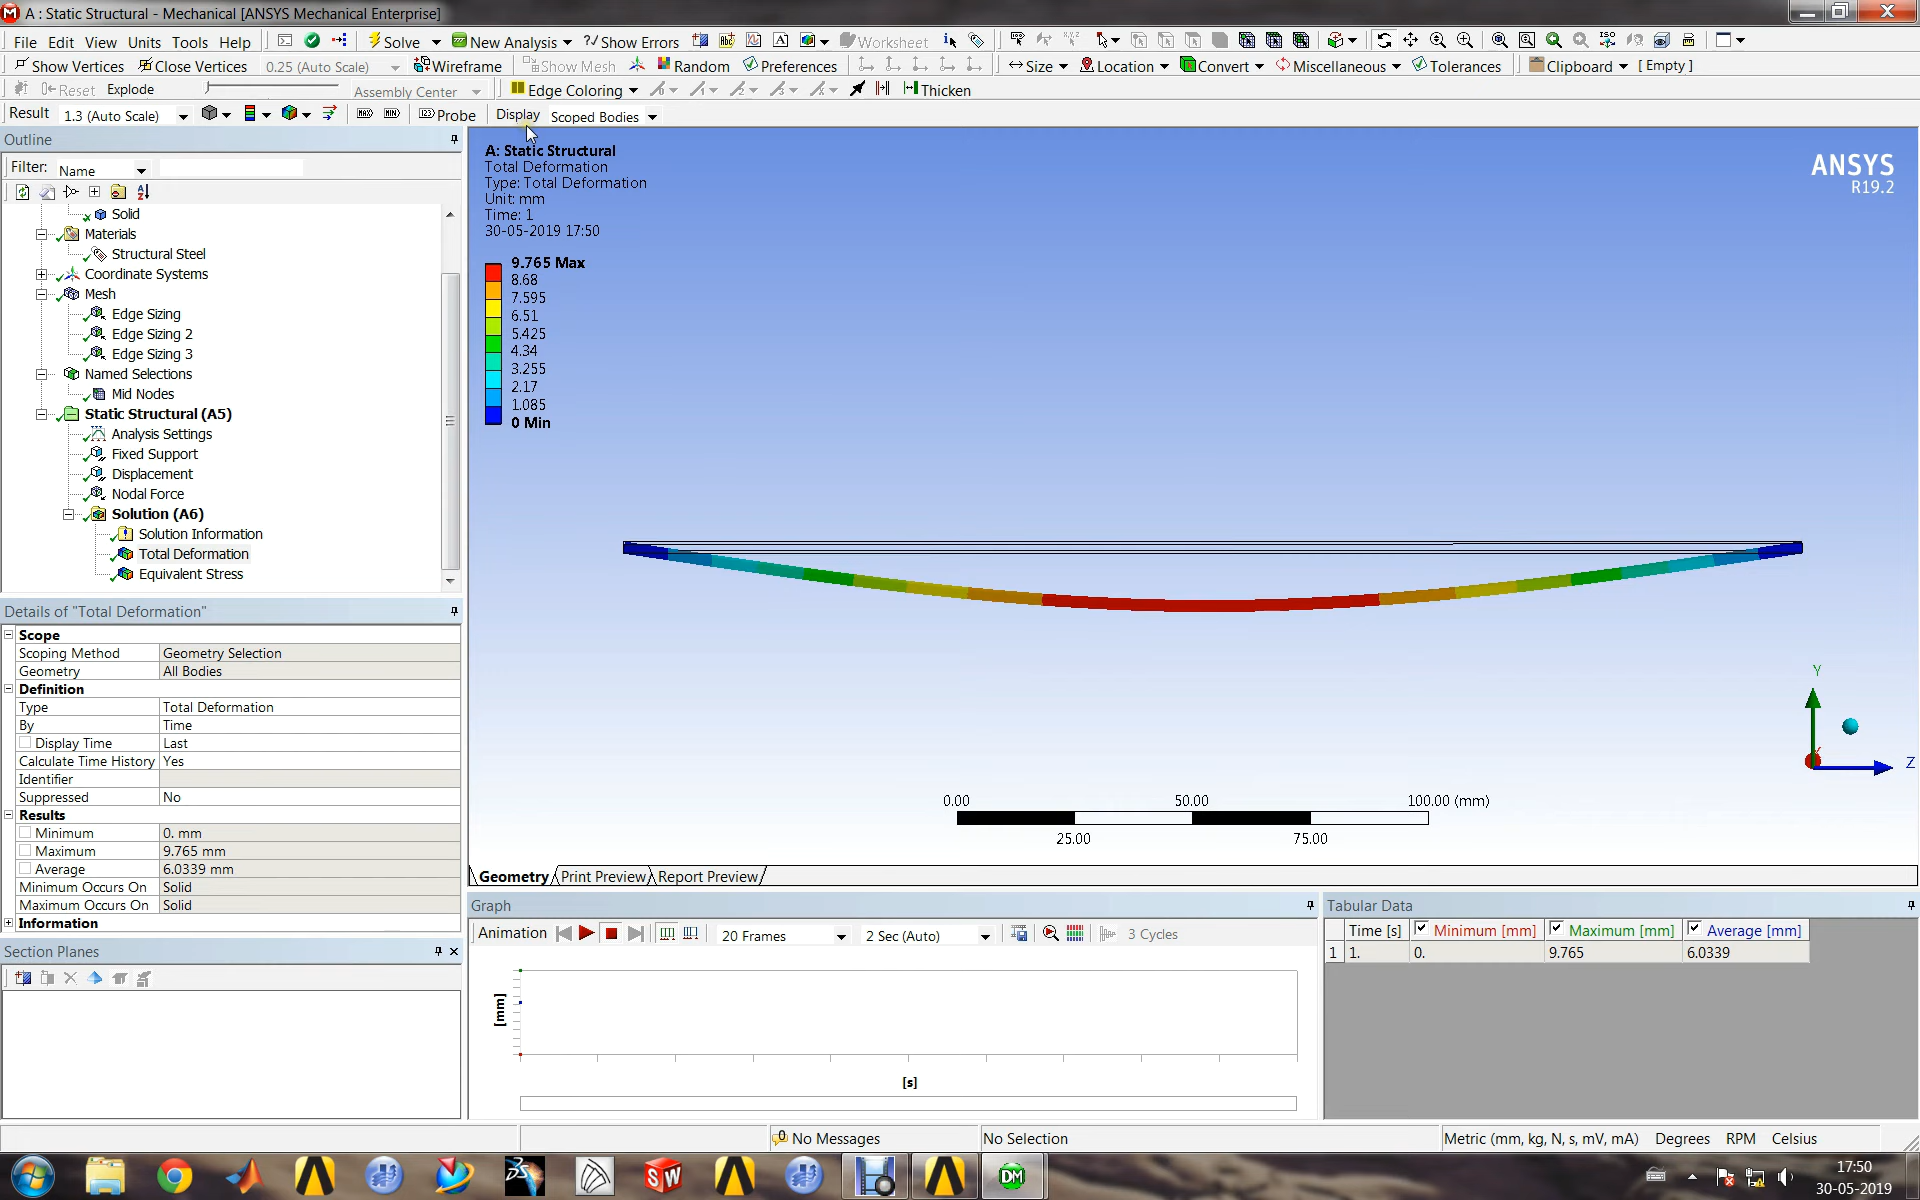 A : Static Structural - Mechanical [ANSYS Mechanical Enterprise]
File Edit View Units Tools Help Solve New Analysis Show Errors Worksheet
Show Vertices Close Vertices 0.25 (Auto Scale) Wireframe Show Mesh Random Preferences Size Location Convert Miscellaneous Tolerances Clipboard [ Empty ]
Reset Explode Assembly Center Edge Coloring Thicken
Result 1.3 (Auto Scale) MAX MIN Probe Display Scoped Bodies
Outline
Filter: Name
Solid
Materials
Structural Steel
Coordinate Systems
Mesh
Edge Sizing
Edge Sizing 2
Edge Sizing 3
Named Selections
Mid Nodes
Static Structural (A5)
Analysis Settings
Fixed Support
Displacement
Nodal Force
Solution (A6)
Solution Information
Total Deformation
Equivalent Stress
Details of "Total Deformation"
Scope
Scoping Method Geometry Selection
Geometry All Bodies
Definition
Type Total Deformation
By Time
Display Time Last
Calculate Time History Yes
Identifier
Suppressed No
Results
Minimum 0. mm
Maximum 9.765 mm
Average 6.0339 mm
Minimum Occurs On Solid
Maximum Occurs On Solid
Information
Section Planes
A: Static Structural
Total Deformation
Type: Total Deformation
Unit: mm
Time: 1
30-05-2019 17:50
9.765 Max
8.68
7.595
6.51
5.425
4.34
3.255
2.17
1.085
0 Min
ANSYS
R19.2
Y
Z
0.00 50.00 100.00 (mm)
25.00 75.00
Geometry Print Preview Report Preview
Graph
Animation 20 Frames 2 Sec (Auto) 3 Cycles
[mm]
[s]
Tabular Data
Time [s] Minimum [mm] Maximum [mm] Average [mm]
1 1. 0. 9.765 6.0339
No Messages No Selection Metric (mm, kg, N, s, mV, mA) Degrees RPM Celsius
SW DM
17:50
30-05-2019